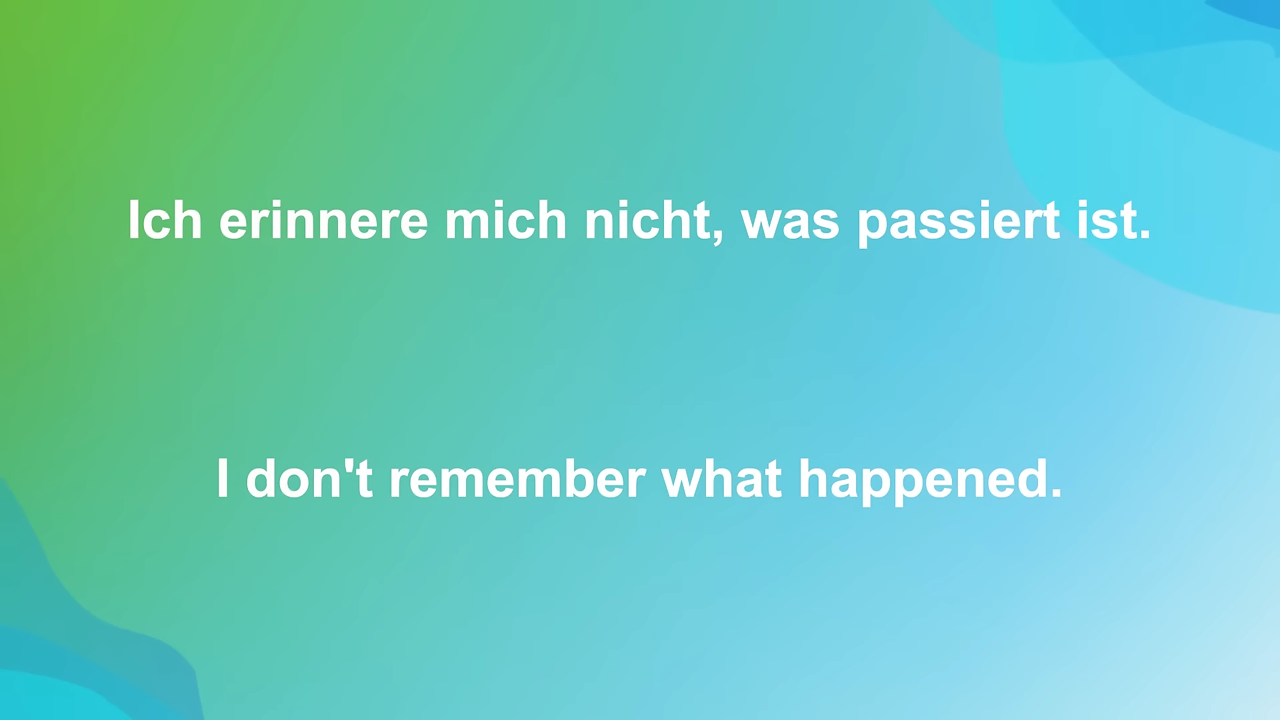 Ich erinnere mich nicht, was passiert ist.
I don't remember what happened.